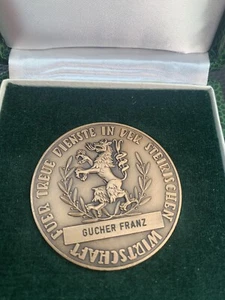 FUER TREUE DIENSTE IN DER STEIRISCHEN WIRTSCHAFT
GUCHER FRANZ